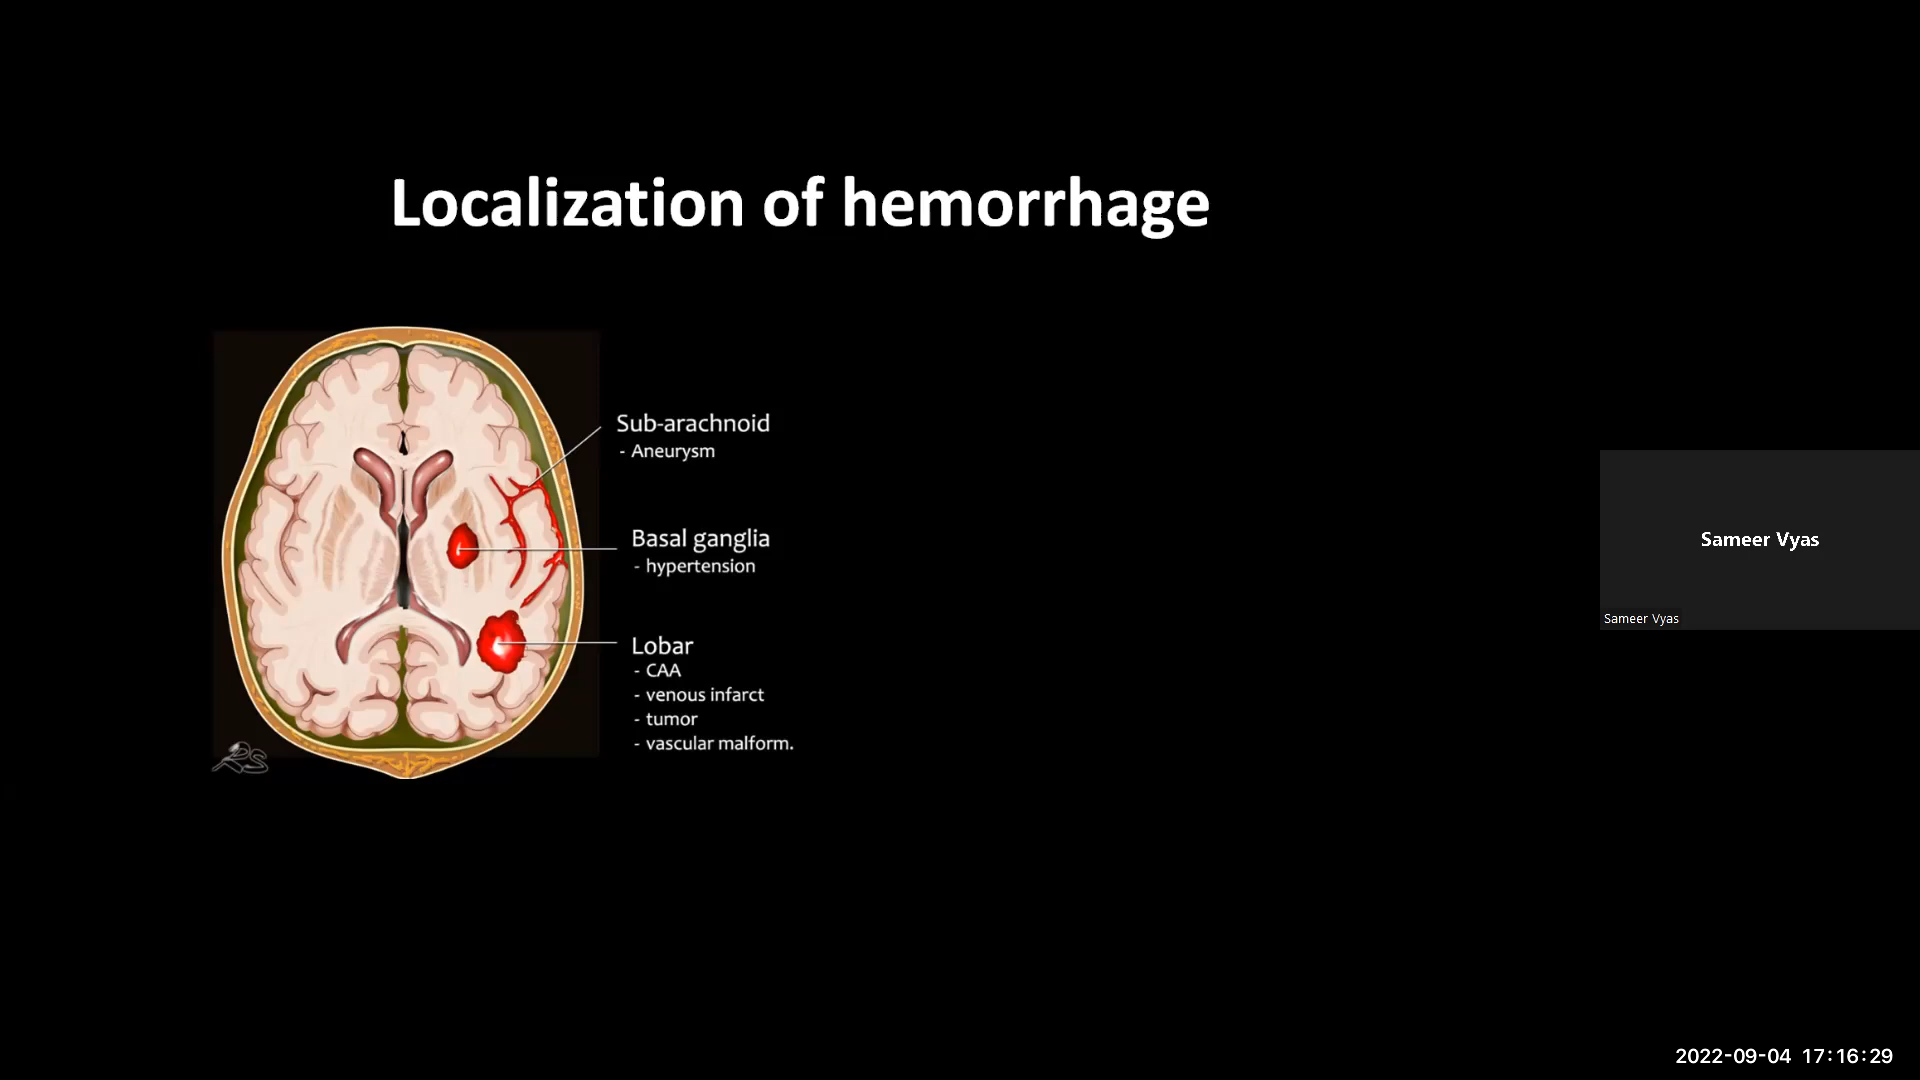 Localization of hemorrhage
Sub-arachnoid
- Aneurysm
Basal ganglia
- hypertension
Lobar
- CAA
- venous infarct
- tumor
- vascular malform.
RS
Sameer Vyas
Sameer Vyas
2022-09-04 17:16:29